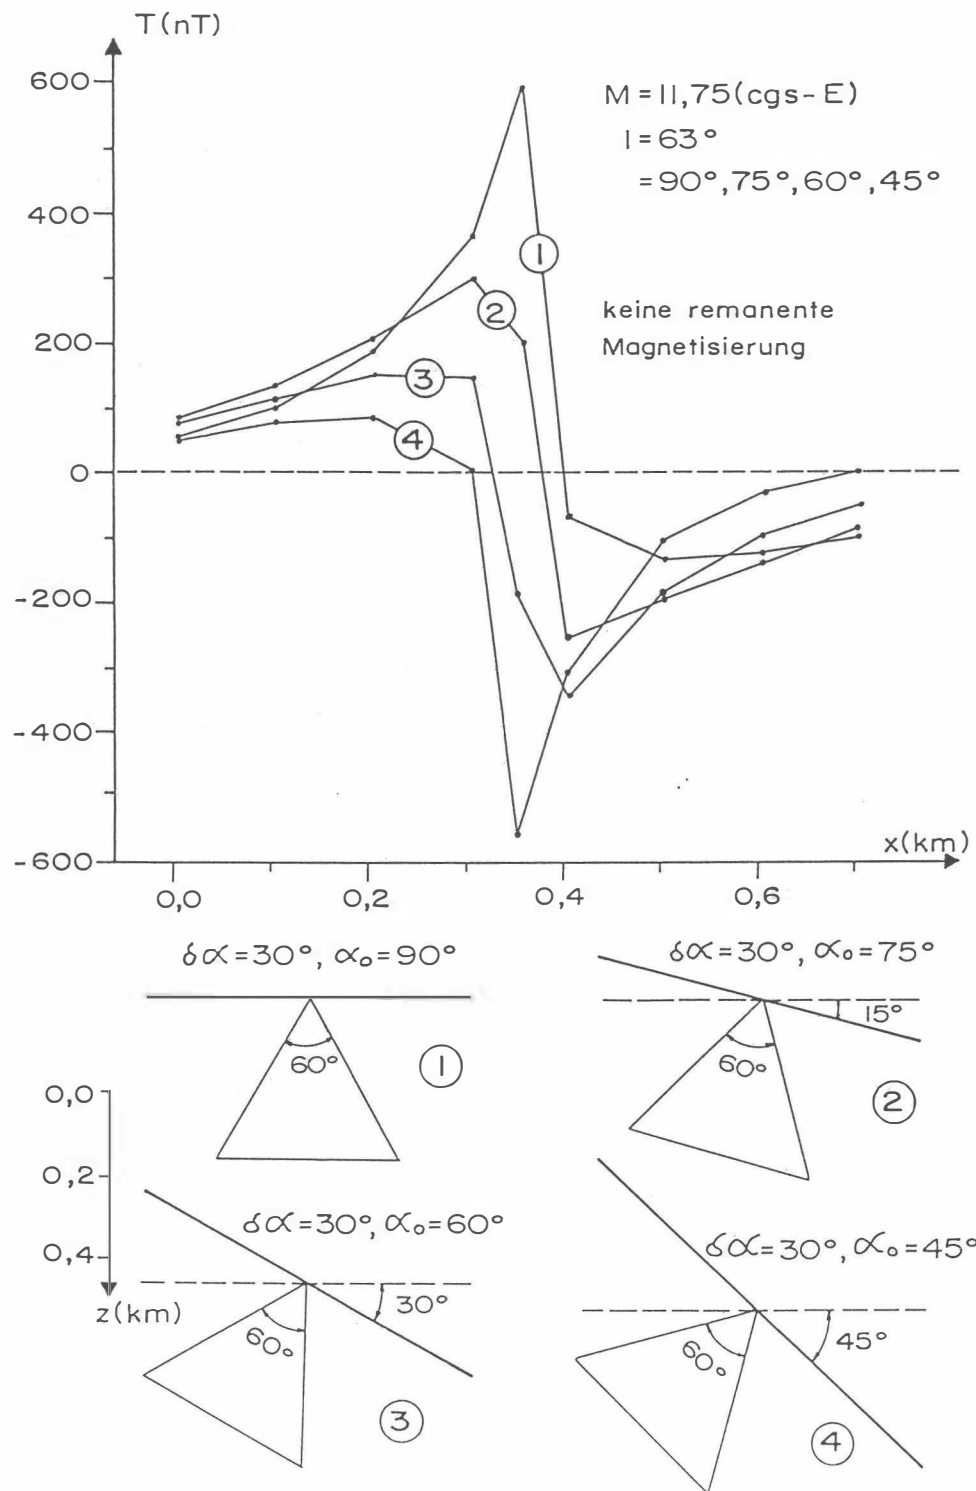 T(nT)
600
400
200
0
-200
-400
-600
M=11,75(cgs-E)
I=63°
=90°,75°,60°,45°
keine remanente
Magnetisierung
1
2
3
4
x(km)
0,0
0,2
0,4
0,6
δα=30°, α₀=90°
60°
1
δα=30°, α₀=75°
15°
60°
2
0,0
0,2
0,4
z(km)
δα=30°, α₀=60°
30°
60°
3
δα=30°, α₀=45°
45°
60°
4